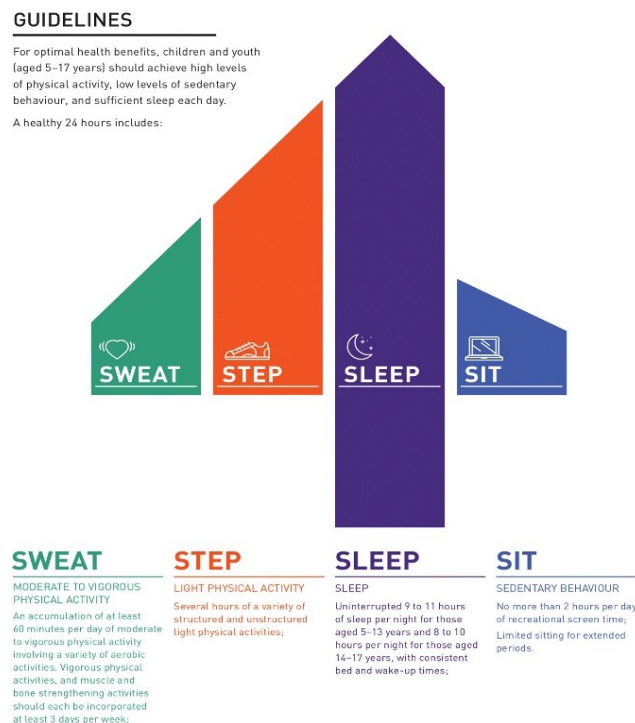 GUIDELINES
For optimal health benefits, children and youth
(aged 5–17 years) should achieve high levels
of physical activity, low levels of sedentary
behaviour, and sufficient sleep each day.
A healthy 24 hours includes:
SWEAT
STEP
SLEEP
SIT
SWEAT
MODERATE TO VIGOROUS
PHYSICAL ACTIVITY
An accumulation of at least
60 minutes per day of moderate
to vigorous physical activity
involving a variety of aerobic
activities. Vigorous physical
activities, and muscle and
bone strengthening activities
should each be incorporated
at least 3 days per week;
STEP
LIGHT PHYSICAL ACTIVITY
Several hours of a variety of
structured and unstructured
light physical activities;
SLEEP
SLEEP
Uninterrupted 9 to 11 hours
of sleep per night for those
aged 5–13 years and 8 to 10
hours per night for those aged
14–17 years, with consistent
bed and wake-up times;
SIT
SEDENTARY BEHAVIOUR
No more than 2 hours per day
of recreational screen time;
Limited sitting for extended
periods.